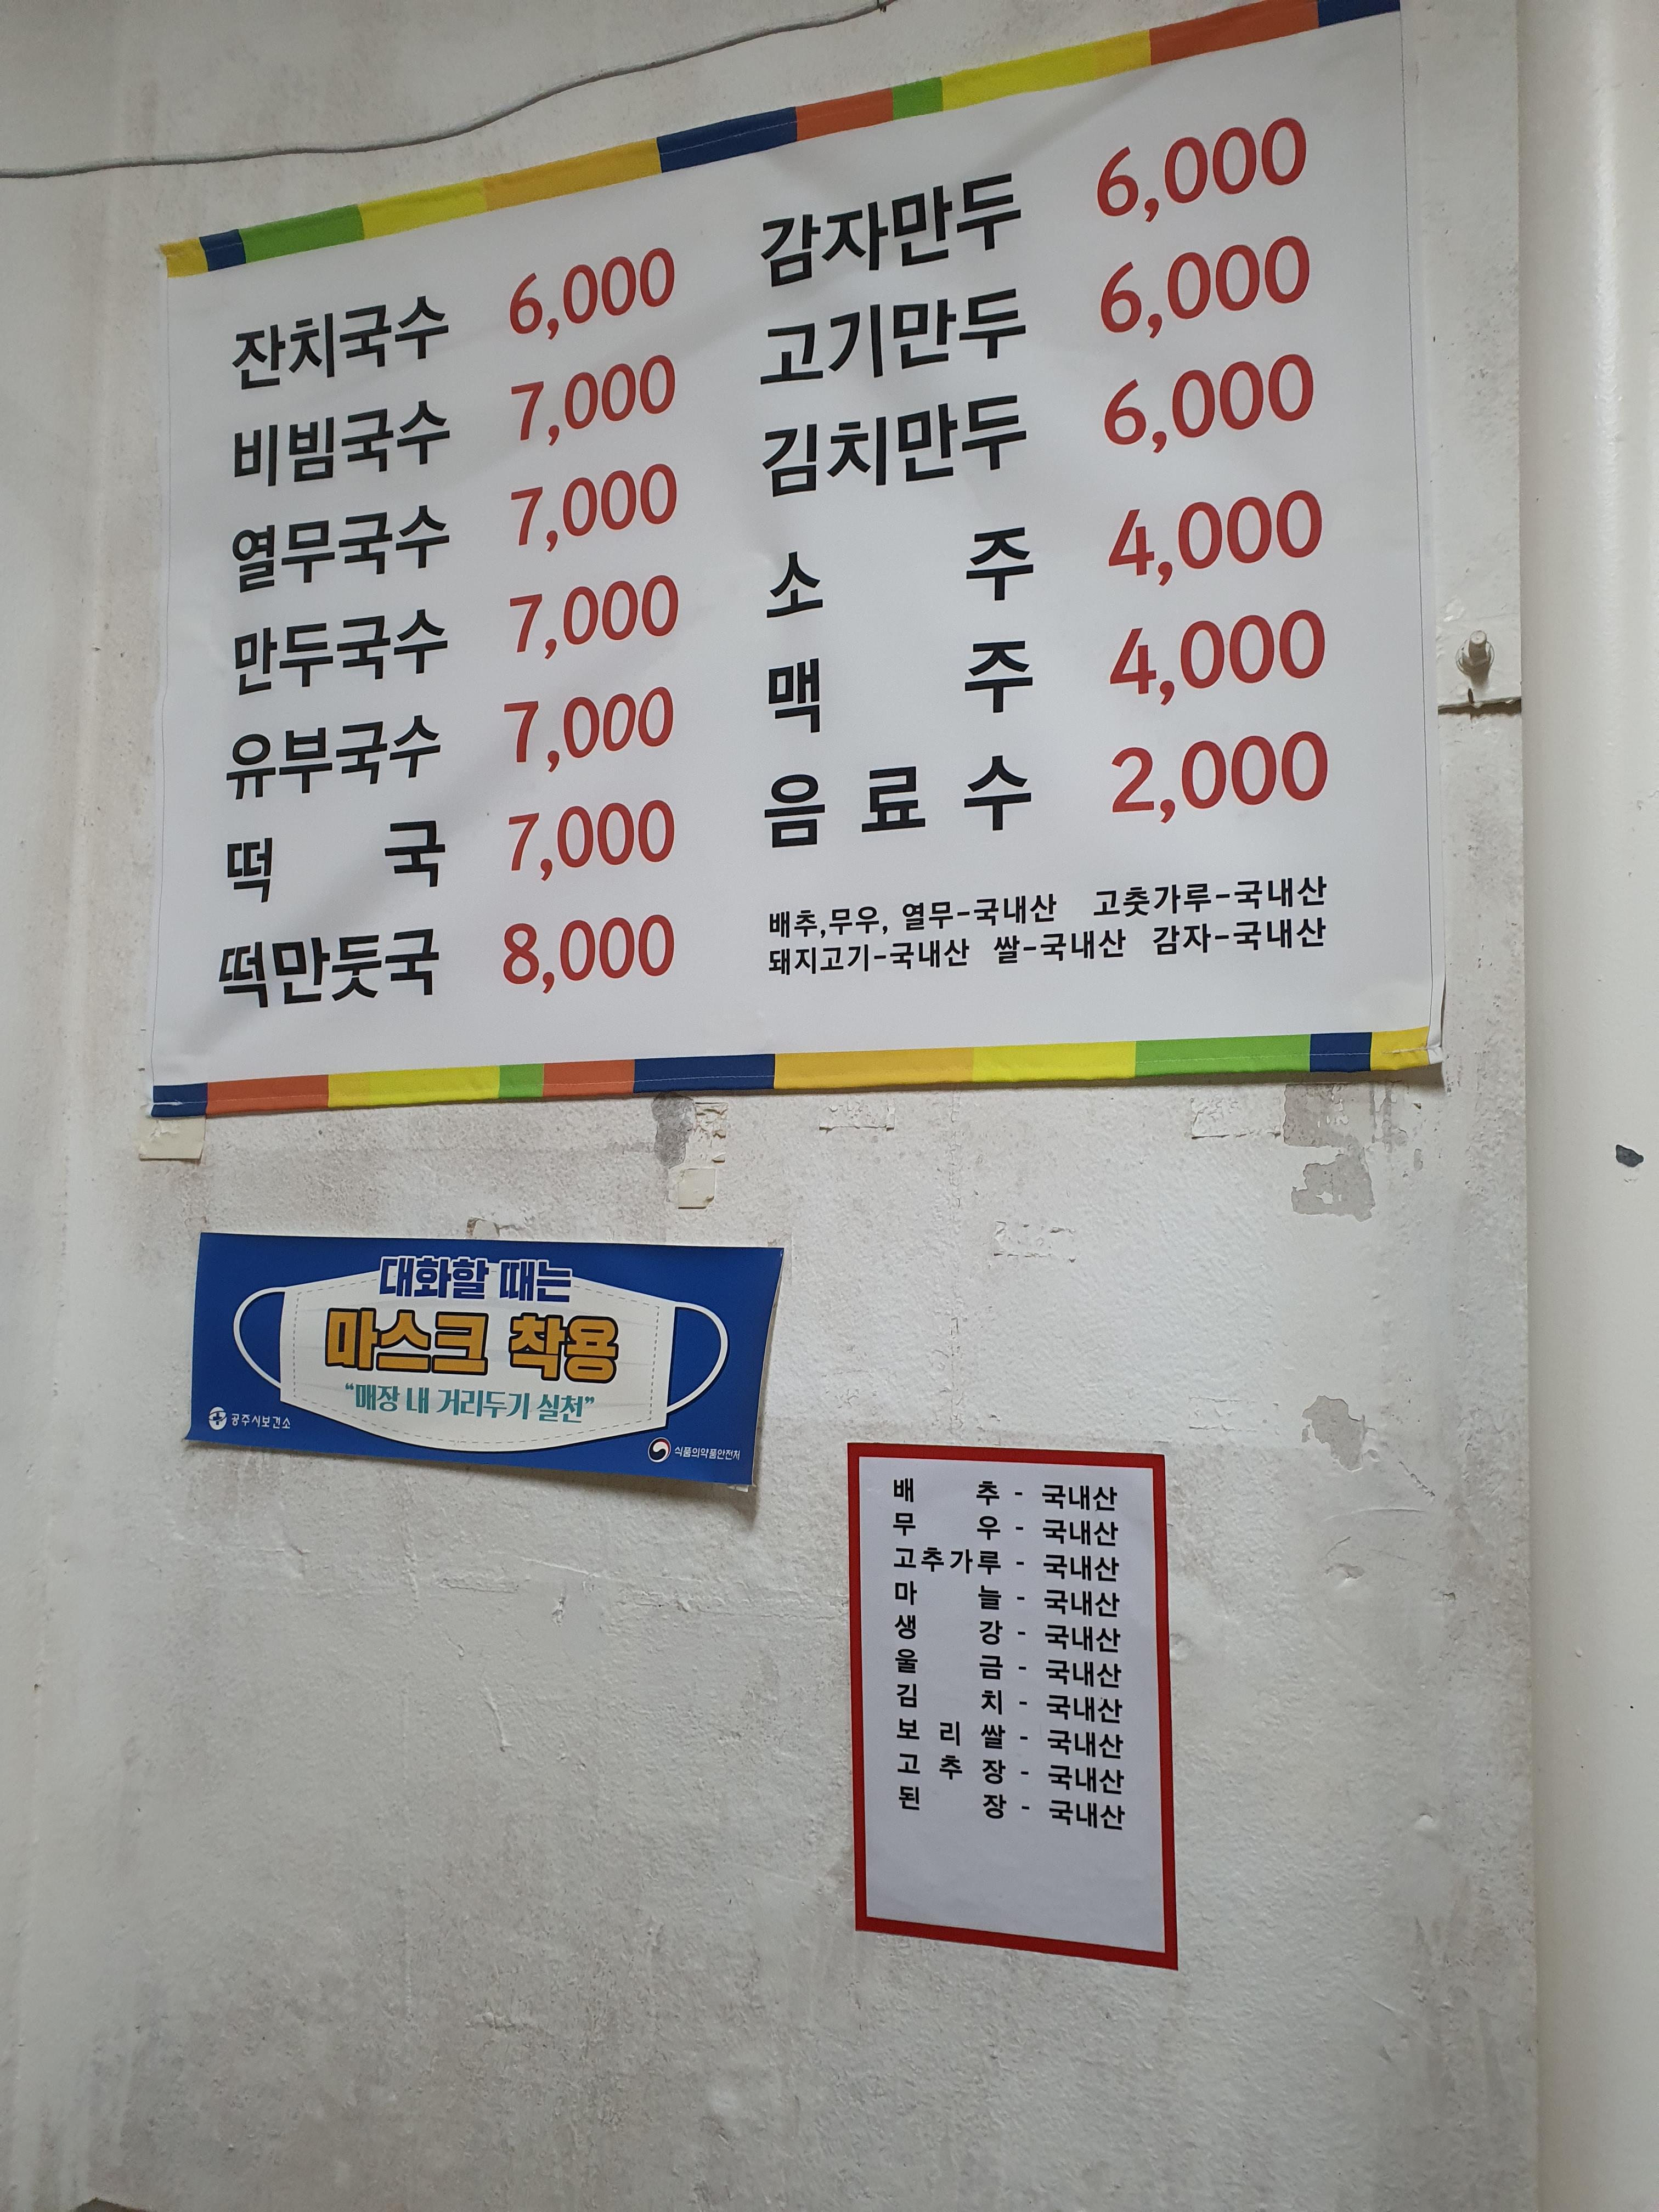 잔치국수 6,000
비빔국수 7,000
열무국수 7,000
만두국수 7,000
유부국수 7,000
떡 국 7,000
떡만둣국 8,000
감자만두 6,000
고기만두 6,000
김치만두 6,000
소 주 4,000
맥 주 4,000
음 료 수 2,000
배추,무우, 열무-국내산 고춧가루-국내산
돼지고기-국내산 쌀-국내산 감자-국내산
대화할 때는
마스크 착용
“매장 내 거리두기 실천”
공주시보건소
식품의약품안전처
배 추 - 국내산
무 우 - 국내산
고추가루 - 국내산
마 늘 - 국내산
생 강 - 국내산
울 금 - 국내산
김 치 - 국내산
보 리 쌀 - 국내산
고 추 장 - 국내산
된 장 - 국내산